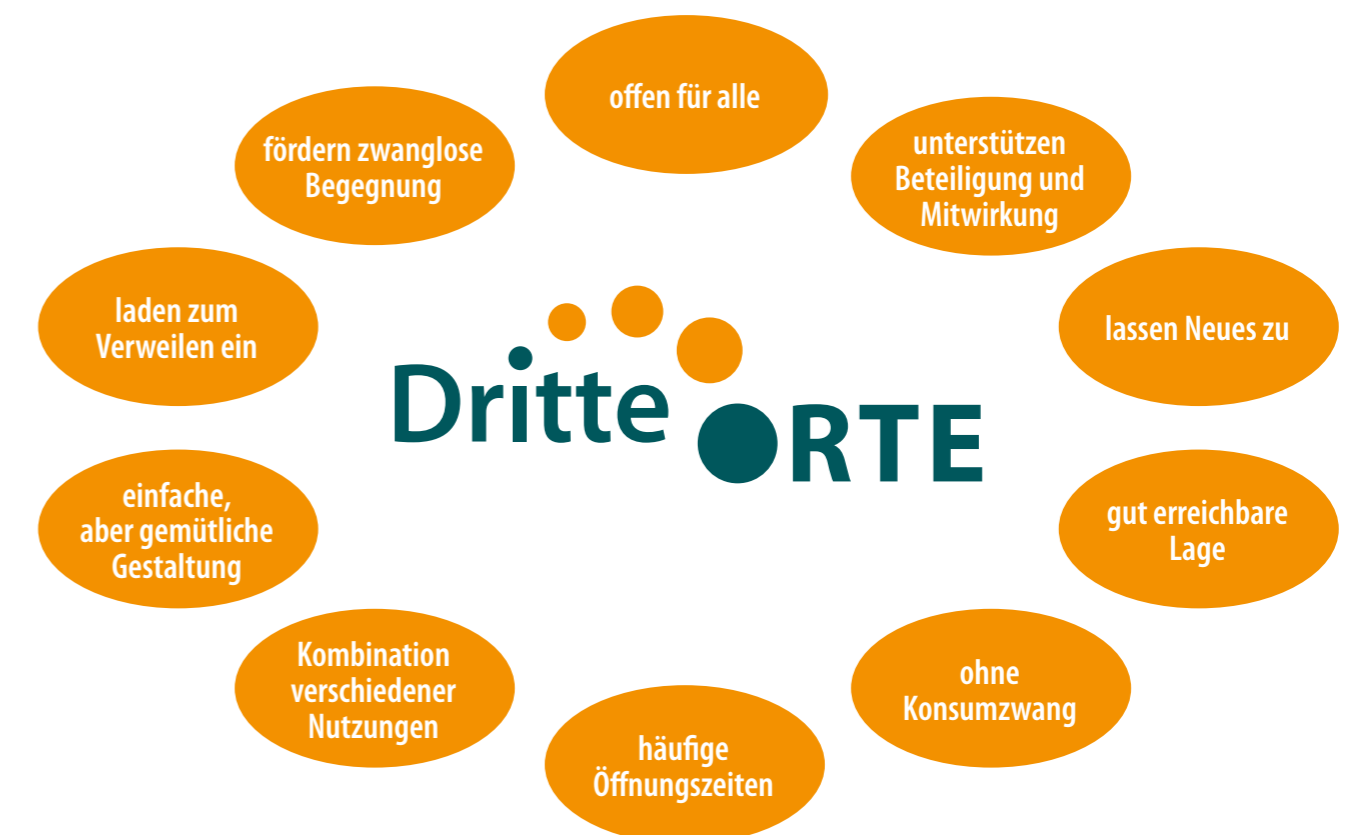 offen für alle
unterstützen
Beteiligung und
Mitwirkung
lassen Neues zu
gut erreichbare
Lage
ohne
Konsumzwang
häufige
Öffnungszeiten
Kombination
verschiedener
Nutzungen
einfache,
aber gemütliche
Gestaltung
laden zum
Verweilen ein
fördern zwanglose
Begegnung
Dritte
ORTE